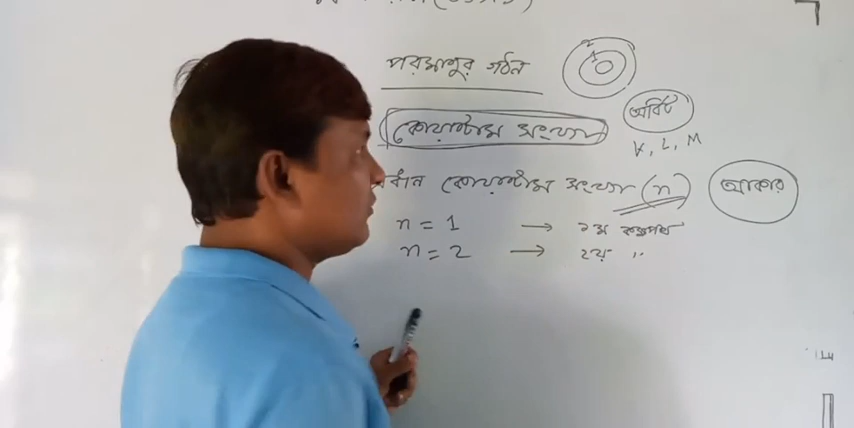 পরমাণুর গঠন
কোয়ান্টাম সংখ্যা
অরবিট
K, L, M
প্রধান কোয়ান্টাম সংখ্যা (n)
আকার
n = 1 → ১ম কক্ষপথ
n = 2 → ২য় ,,